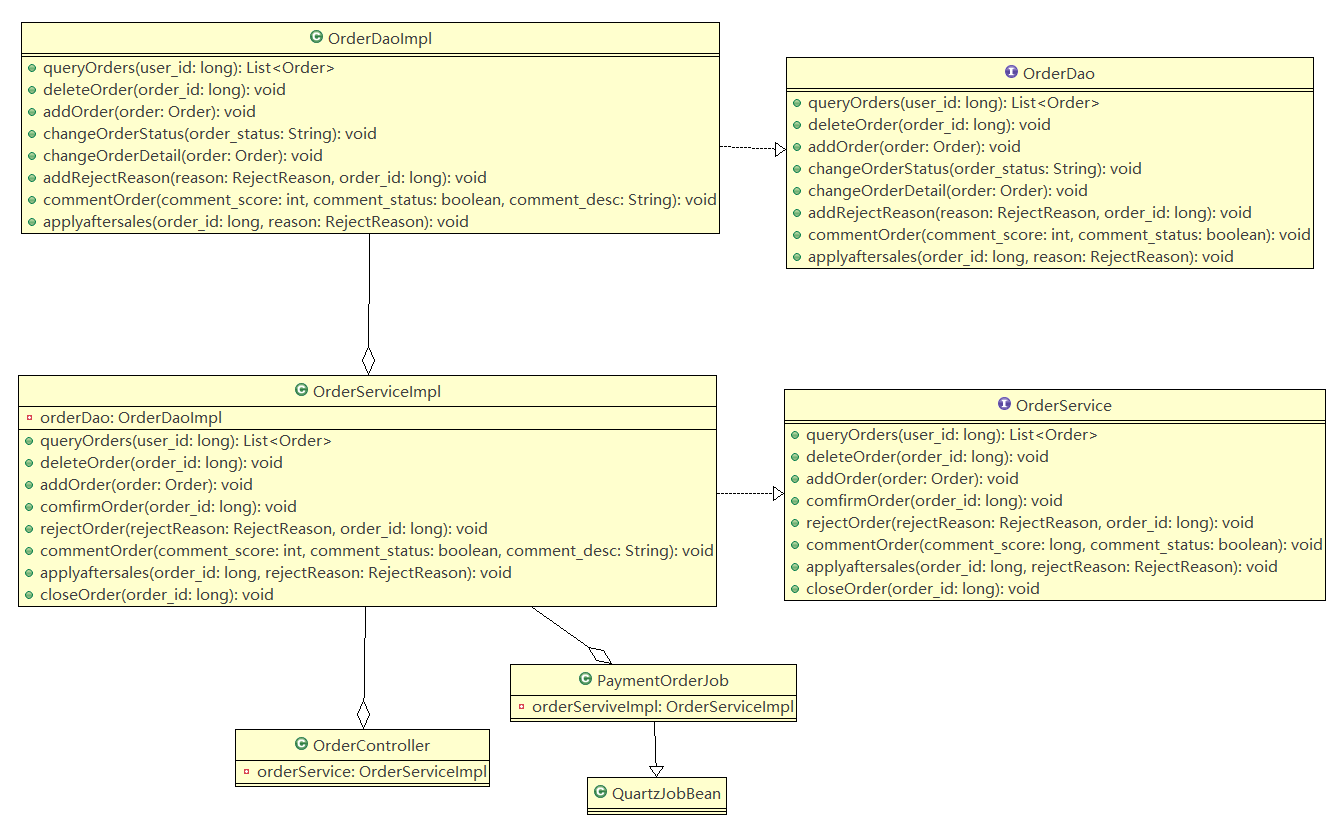 OrderDaoImpl
queryOrders(user_id: long): List<Order>
deleteOrder(order_id: long): void
addOrder(order: Order): void
changeOrderStatus(order_status: String): void
changeOrderDetail(order: Order): void
addRejectReason(reason: RejectReason, order_id: long): void
commentOrder(comment_score: int, comment_status: boolean, comment_desc: String): void
applyaftersales(order_id: long, reason: RejectReason): void
OrderDao
queryOrders(user_id: long): List<Order>
deleteOrder(order_id: long): void
addOrder(order: Order): void
changeOrderStatus(order_status: String): void
changeOrderDetail(order: Order): void
addRejectReason(reason: RejectReason, order_id: long): void
commentOrder(comment_score: int, comment_status: boolean): void
applyaftersales(order_id: long, reason: RejectReason): void
OrderServiceImpl
orderDao: OrderDaoImpl
queryOrders(user_id: long): List<Order>
deleteOrder(order_id: long): void
addOrder(order: Order): void
comfirmOrder(order_id: long): void
rejectOrder(rejectReason: RejectReason, order_id: long): void
commentOrder(comment_score: int, comment_status: boolean, comment_desc: String): void
applyaftersales(order_id: long, rejectReason: RejectReason): void
closeOrder(order_id: long): void
OrderService
queryOrders(user_id: long): List<Order>
deleteOrder(order_id: long): void
addOrder(order: Order): void
comfirmOrder(order_id: long): void
rejectOrder(rejectReason: RejectReason, order_id: long): void
commentOrder(comment_score: long, comment_status: boolean): void
applyaftersales(order_id: long, rejectReason: RejectReason): void
closeOrder(order_id: long): void
PaymentOrderJob
orderServiveImpl: OrderServiceImpl
OrderController
orderService: OrderServiceImpl
QuartzJobBean